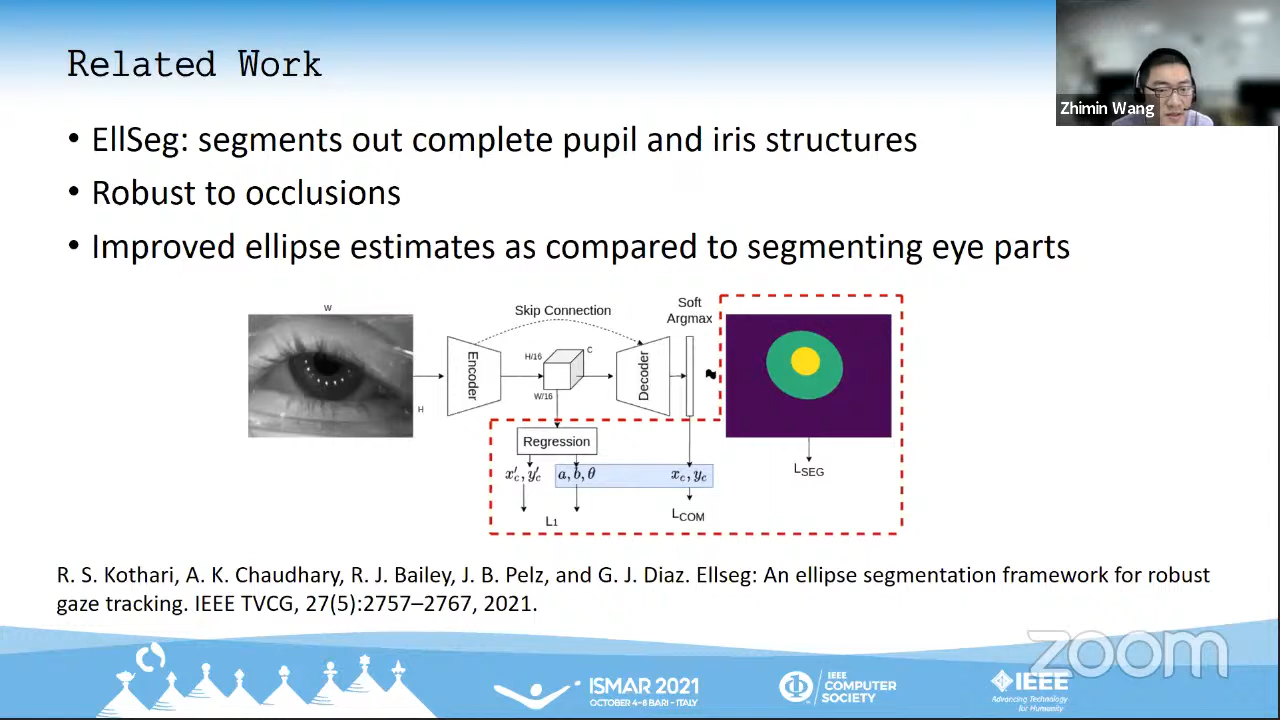 Related Work
Zhimin Wang
• EllSeg: segments out complete pupil and iris structures
• Robust to occlusions
• Improved ellipse estimates as compared to segmenting eye parts
W
H
Skip Connection
Soft
Argmax
Encoder
H/16
C
W/16
Decoder
Regression
x′c, y′c
a, b, θ
xc, yc
L1
LCOM
LSEG
R. S. Kothari, A. K. Chaudhary, R. J. Bailey, J. B. Pelz, and G. J. Diaz. Ellseg: An ellipse segmentation framework for robust
gaze tracking. IEEE TVCG, 27(5):2757–2767, 2021.
zoom
ISMAR 2021
OCTOBER 4-8 BARI - ITALY
IEEE
COMPUTER
SOCIETY
IEEE
Advancing Technology
for Humanity